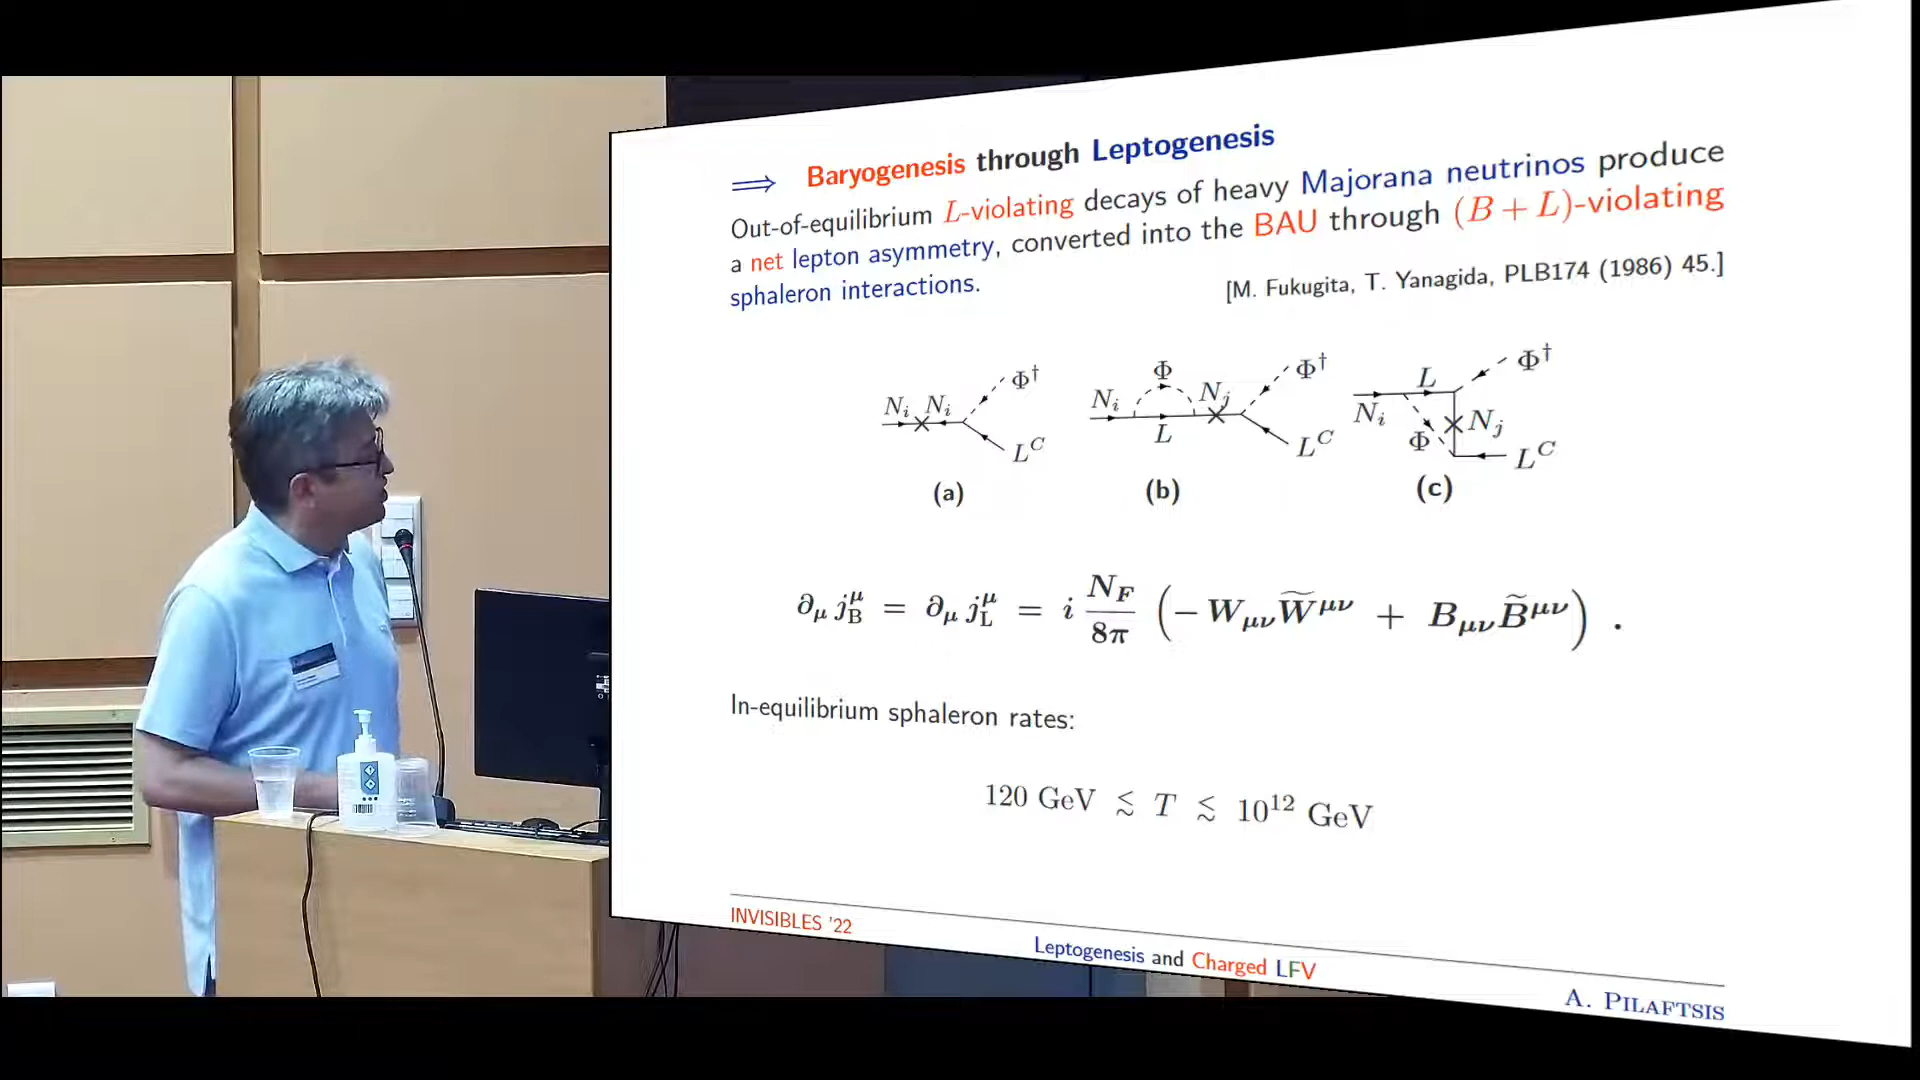 ⟹ Baryogenesis through Leptogenesis
Out-of-equilibrium L-violating decays of heavy Majorana neutrinos produce
a net lepton asymmetry, converted into the BAU through (B + L)-violating
sphaleron interactions.
[M. Fukugita, T. Yanagida, PLB174 (1986) 45.]
N_i N_i Φ† L^C
(a)
N_i Φ L N_j Φ† L^C
(b)
N_i L Φ N_j Φ† L^C
(c)
∂_μ j_B^μ = ∂_μ j_L^μ = i N_F/8π (− W_μν W̃^μν + B_μν B̃^μν) .
In-equilibrium sphaleron rates:
120 GeV ≲ T ≲ 10^12 GeV
INVISIBLES '22
Leptogenesis and Charged LFV
A. PILAFTSIS